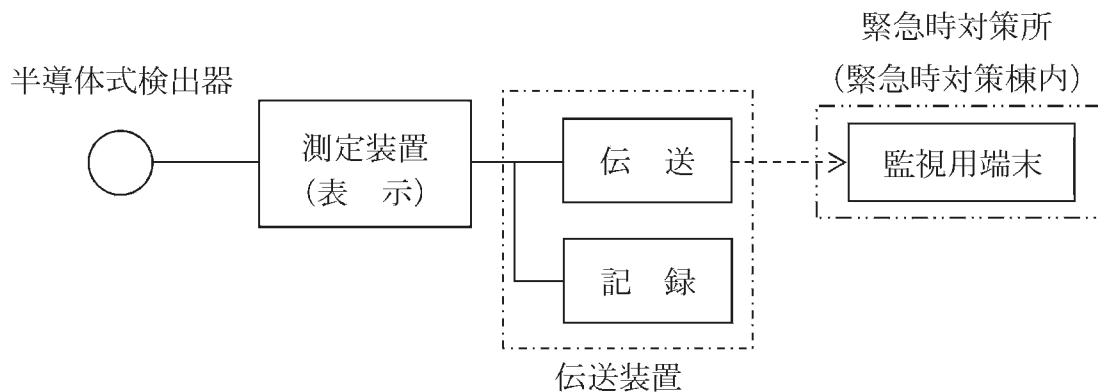 半導体式検出器
測定装置
(表　示)
伝　送
記　録
伝送装置
緊急時対策所
(緊急時対策棟内)
監視用端末